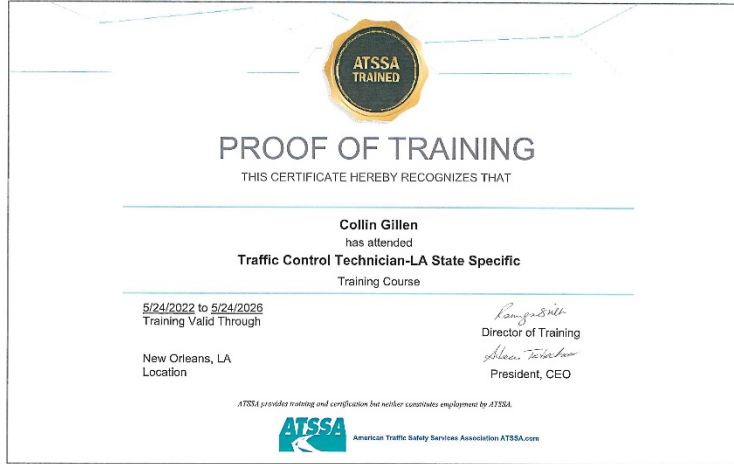 ATSSA
TRAINED
PROOF OF TRAINING
THIS CERTIFICATE HEREBY RECOGNIZES THAT
Collin Gillen
has attended
Traffic Control Technician-LA State Specific
Training Course
5/24/2022 to 5/24/2026
Training Valid Through
Director of Training
New Orleans, LA
Location
President, CEO
ATSSA provides training and certification but neither constitutes employment by ATSSA.
ATSSA
American Traffic Safety Services Association ATSSA.com